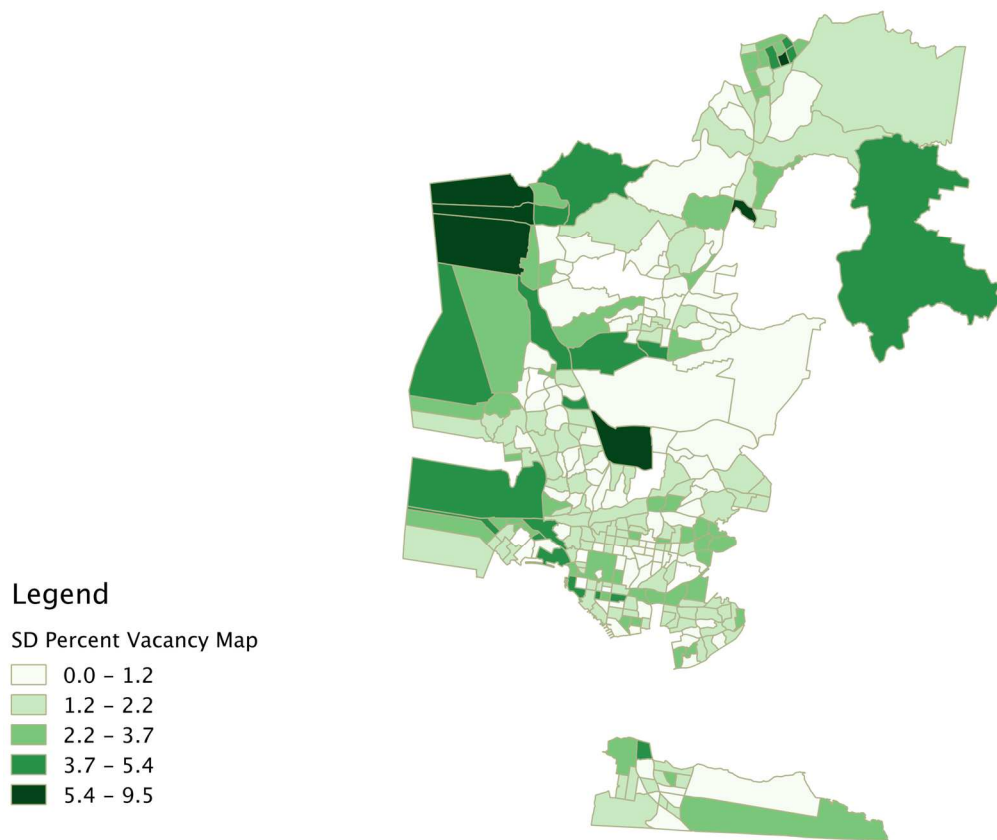 Legend
SD Percent Vacancy Map
0.0 – 1.2
1.2 – 2.2
2.2 – 3.7
3.7 – 5.4
5.4 – 9.5